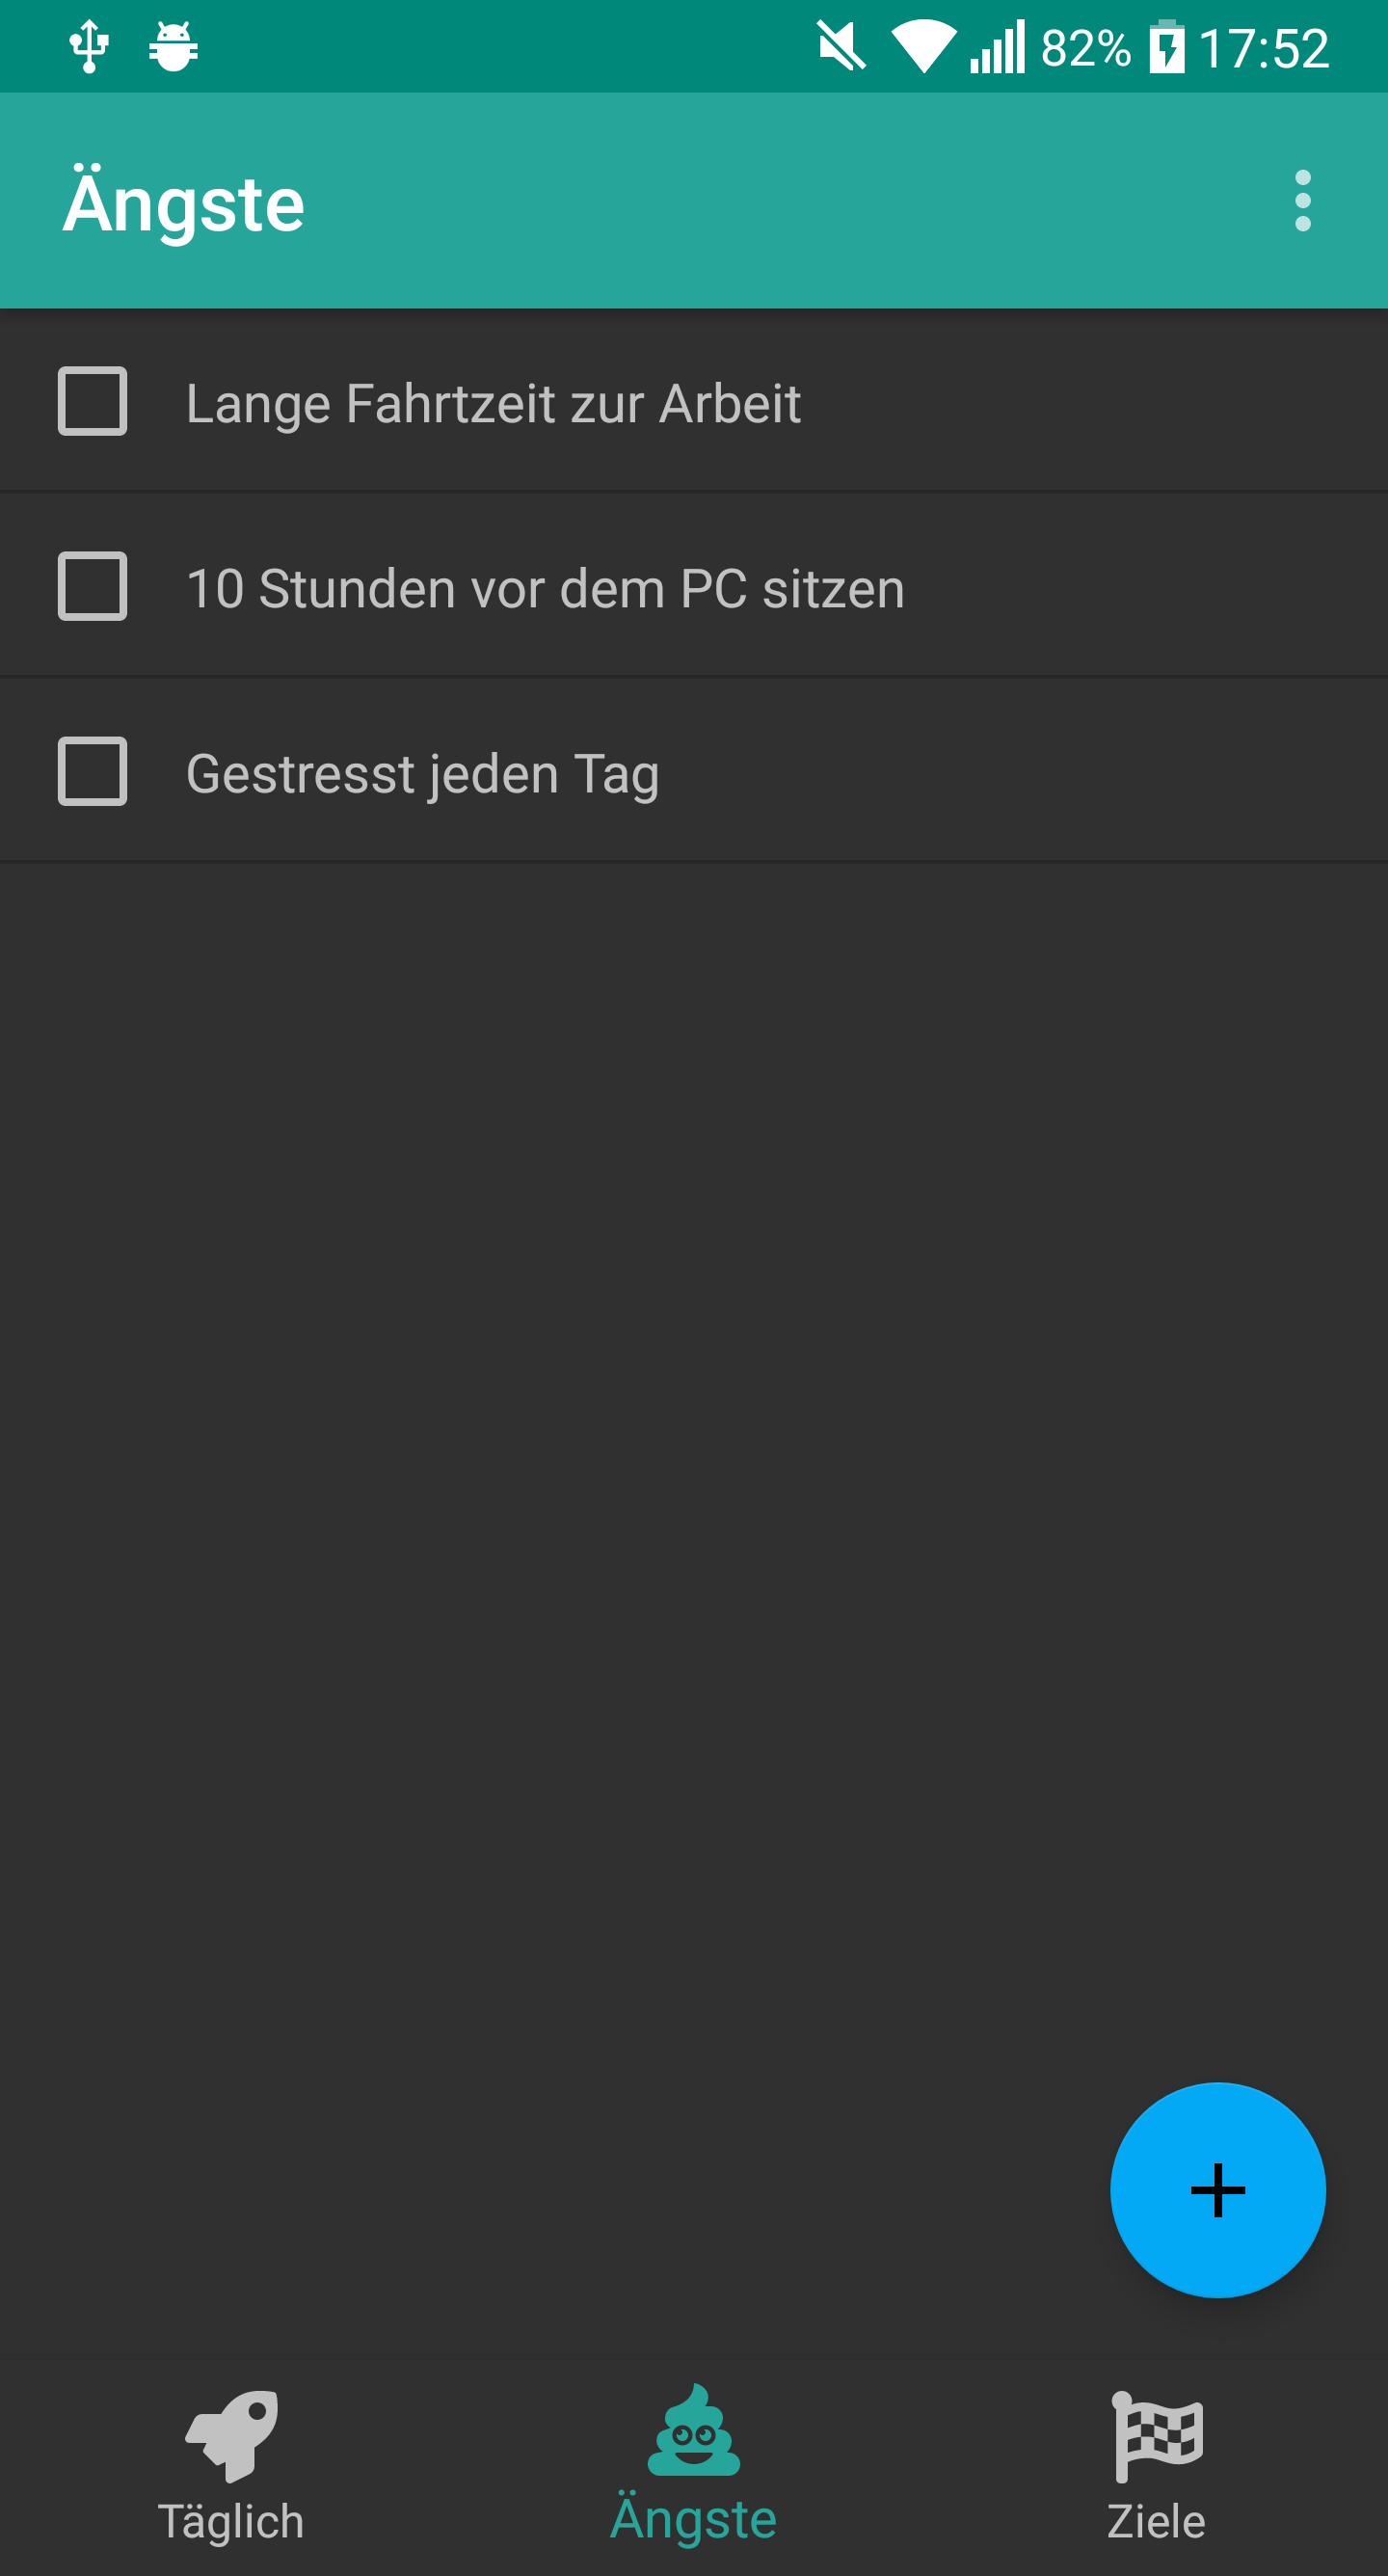 82% 17:52
Ängste
Lange Fahrtzeit zur Arbeit
10 Stunden vor dem PC sitzen
Gestresst jeden Tag
Täglich Ängste Ziele